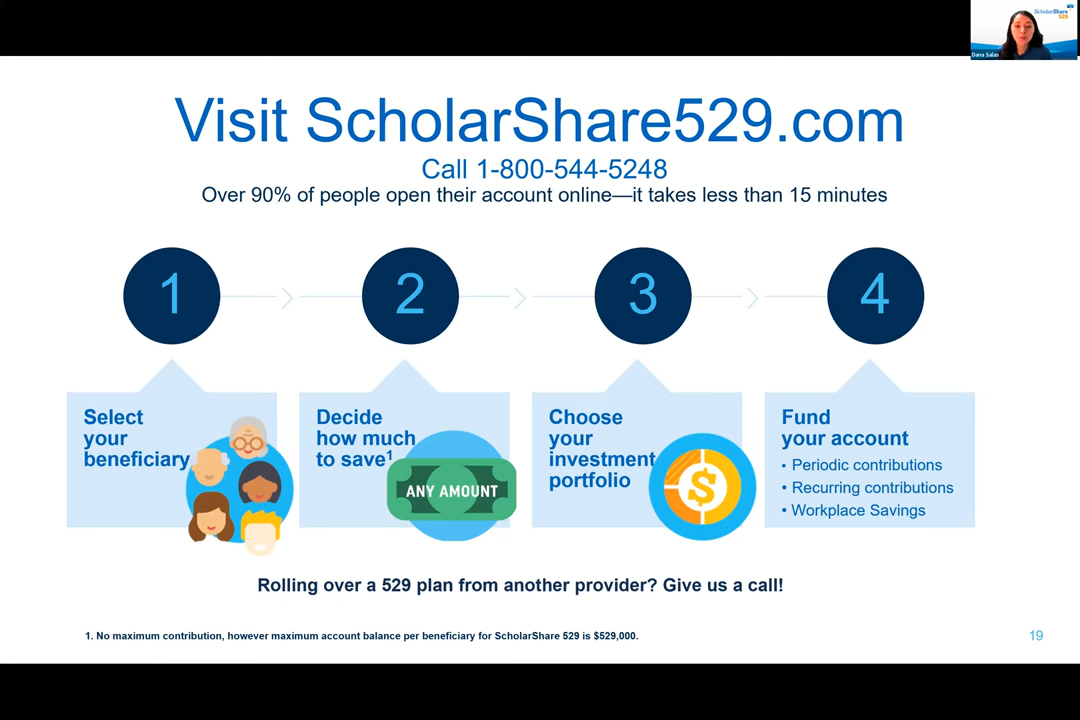 ScholarShare
529
Dana Salas
Visit ScholarShare529.com
Call 1-800-544-5248
Over 90% of people open their account online—it takes less than 15 minutes
1
2
3
4
Select
your
beneficiary
Decide
how much
to save1
ANY AMOUNT
Choose
your
investment
portfolio
$
Fund
your account
• Periodic contributions
• Recurring contributions
• Workplace Savings
Rolling over a 529 plan from another provider? Give us a call!
1. No maximum contribution, however maximum account balance per beneficiary for ScholarShare 529 is $529,000.
19